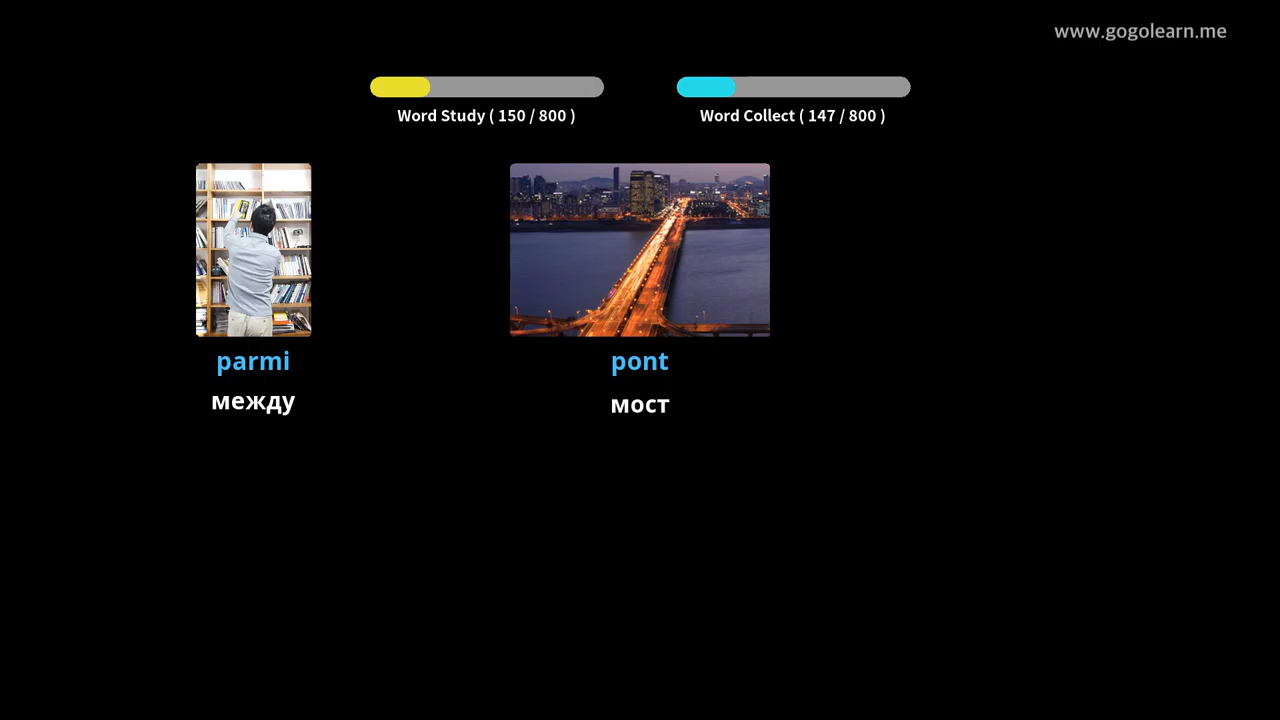 www.gogolearn.me
Word Study ( 150 / 800 )
Word Collect ( 147 / 800 )
parmi
между
pont
мост